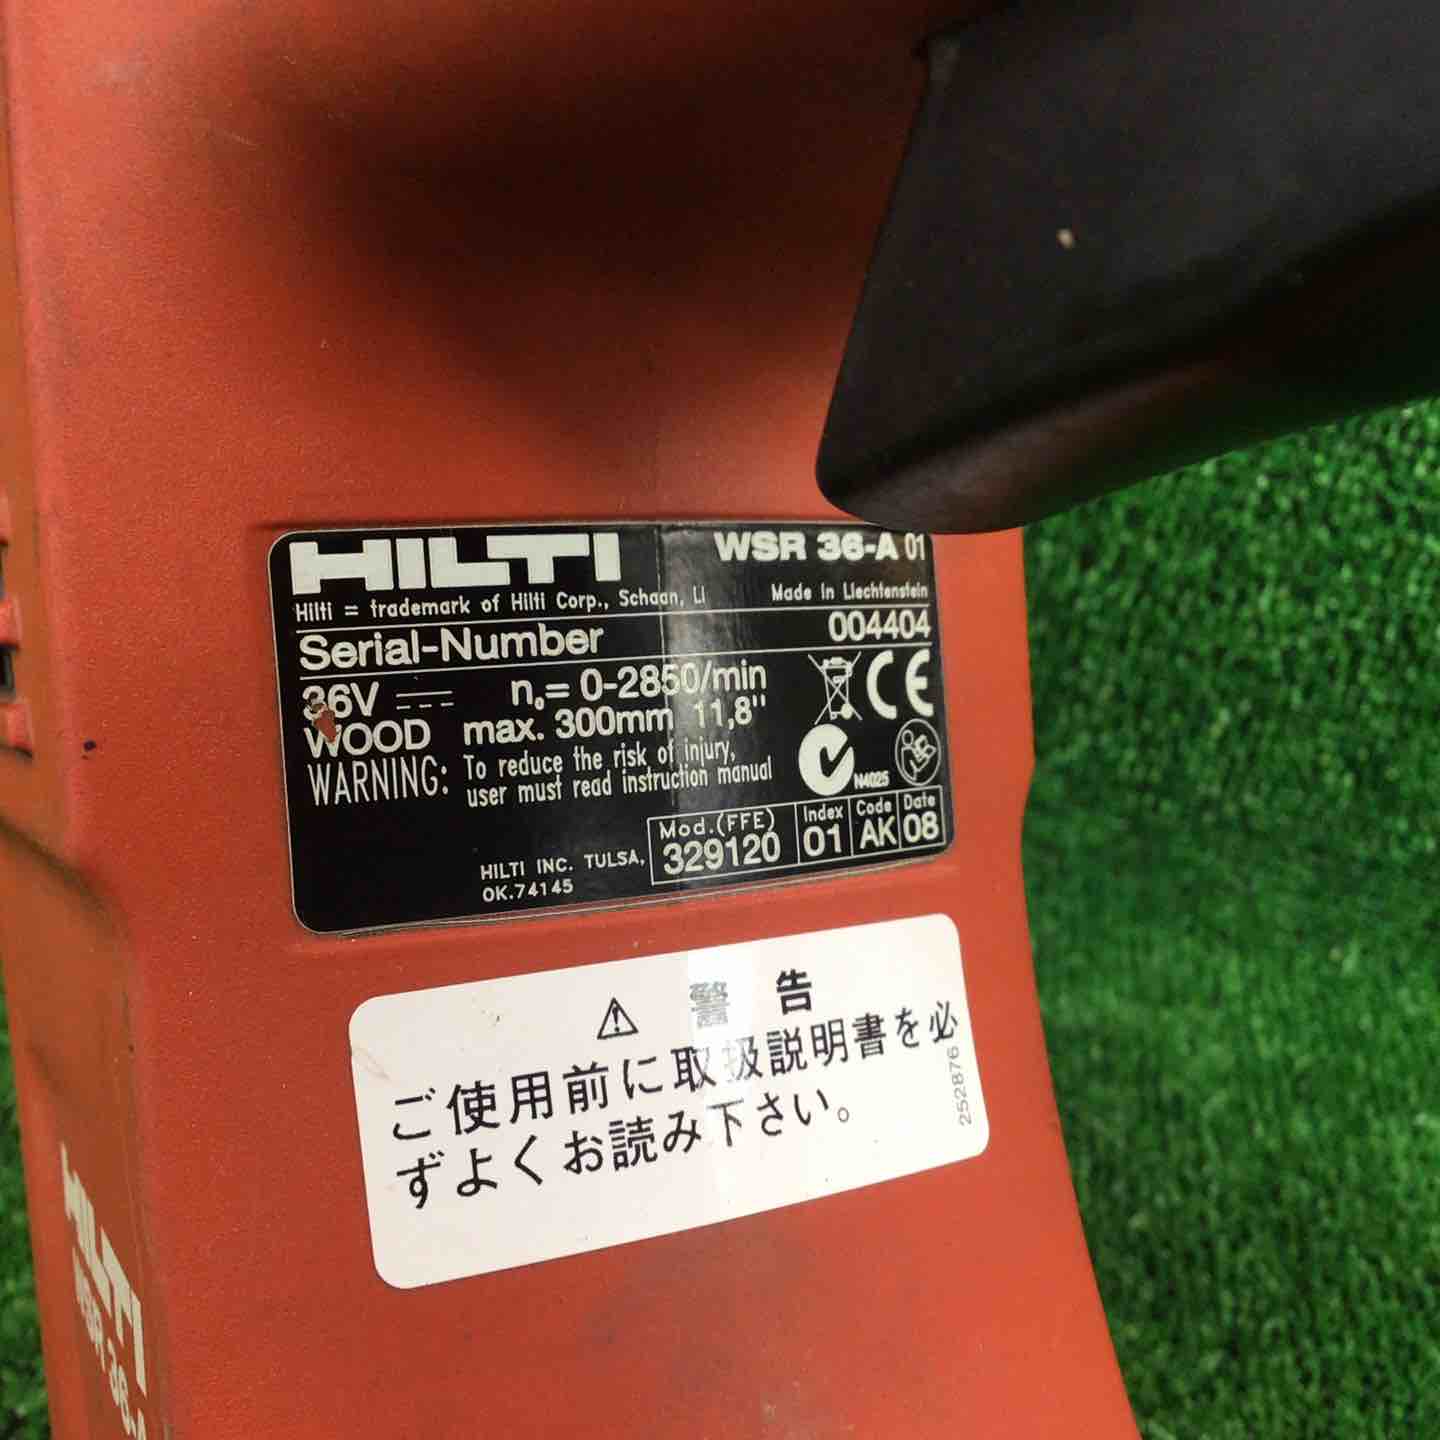 HILTI WSR 36-A 01
Hilti = trademark of Hilti Corp., Schaan, LI Made in Liechtenstein
Serial-Number 004404
36V n₀= 0-2850/min
WOOD max. 300mm 11,8"
WARNING: To reduce the risk of injury,
user must read instruction manual
CE
N4025
HILTI INC. TULSA,
OK.74145
Mod.(FFE) Index Code Date
329120 01 AK 08
警 告
ご使用前に取扱説明書を必
ずよくお読み下さい。
252876
HILTI
WSR 36-A